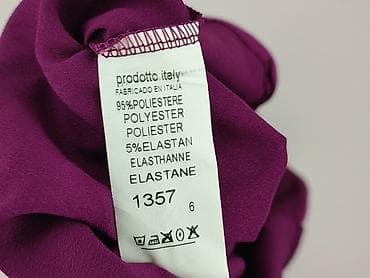 prodotto.italy
FABRICADO EN ITALIA
95%POLIESTERE
POLYESTER
POLIESTER
5%ELASTAN
ELASTHANNE
ELASTANE
1357
6